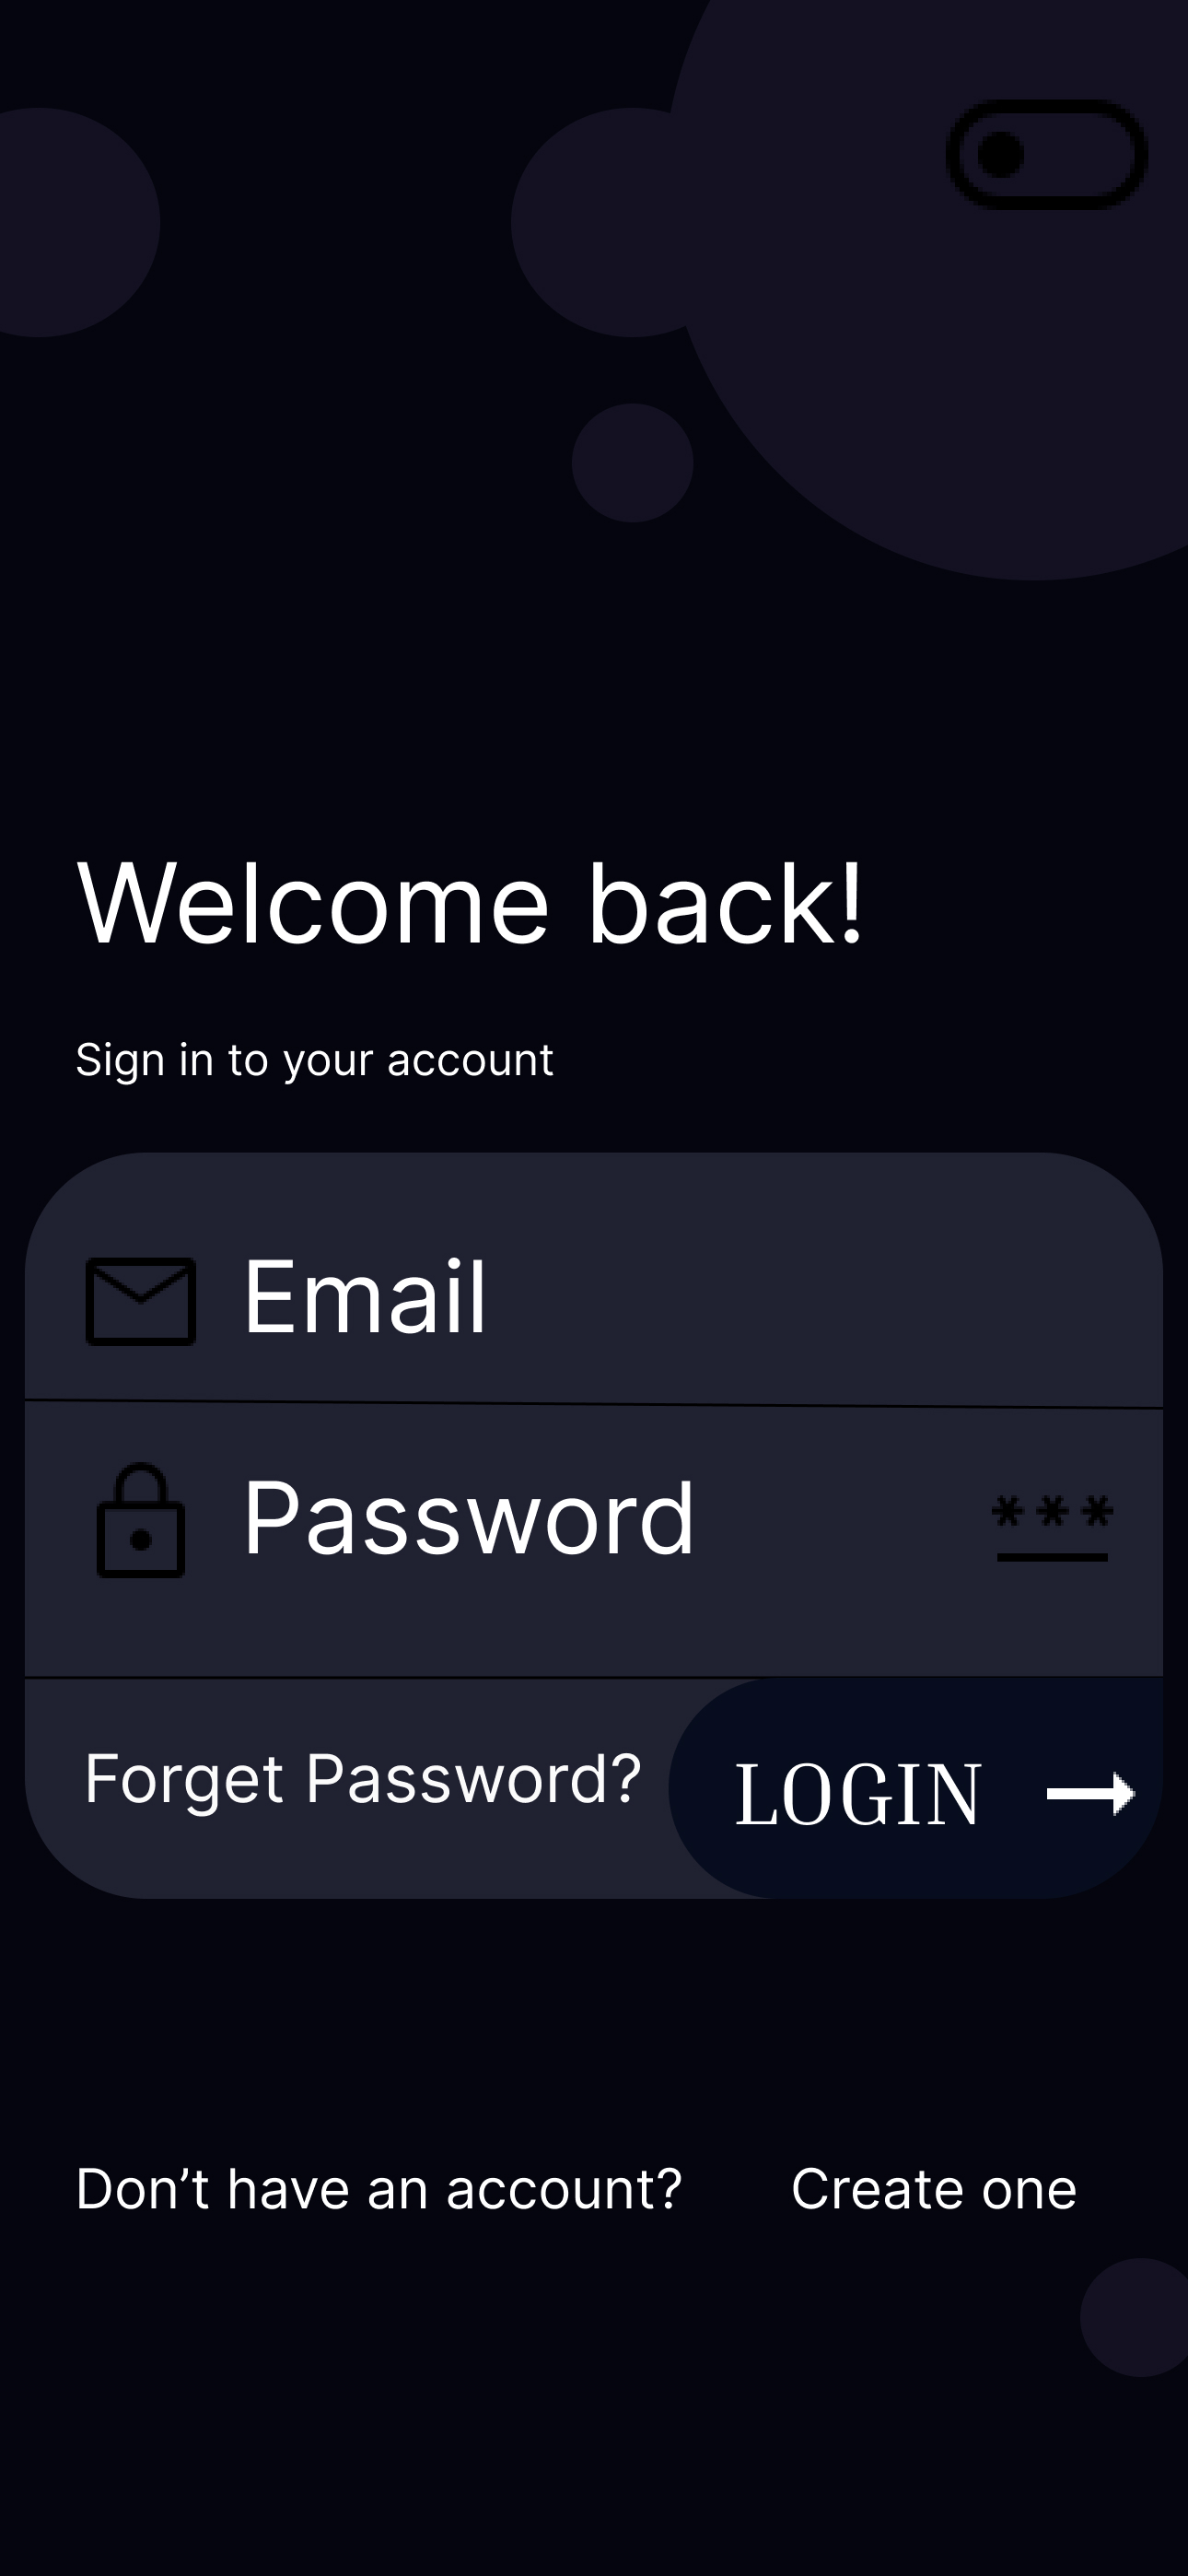 Welcome back!
Sign in to your account
Email
Password
***
Forget Password?
LOGIN
Don’t have an account? Create one